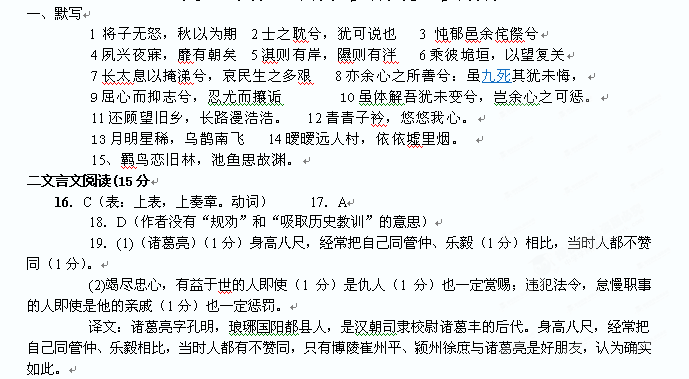 一、默写
1 将子无怒，秋以为期 2士之耽兮，犹可说也 3 忳郁邑余侘傺兮
4夙兴夜寐，靡有朝矣 5淇则有岸，隰则有泮 6乘彼垝垣，以望复关
7长太息以掩涕兮，哀民生之多艰 8亦余心之所善兮：虽九死其犹未悔，
9屈心而抑志兮，忍尤而攘诟 10虽体解吾犹未变兮，岂余心之可惩。
11还顾望旧乡，长路漫浩浩。 12青青子衿，悠悠我心。
13月明星稀，乌鹊南飞 14暧暧远人村，依依墟里烟。
15、羁鸟恋旧林，池鱼思故渊。
二文言文阅读(15分
16．C（表：上表，上奏章。动词） 17．A
18．D（作者没有“规劝”和“吸取历史教训”的意思）
19．(1)（诸葛亮）（1分）身高八尺，经常把自己同管仲、乐毅（1分）相比，当时人都不赞
同（1分）。
(2)竭尽忠心，有益于世的人即使（1分）是仇人（1 分）也一定赏赐；违犯法令，怠慢职事
的人即使是他的亲戚（1分）也一定惩罚。
译文：诸葛亮字孔明，琅琊国阳都县人，是汉朝司隶校尉诸葛丰的后代。身高八尺，经常把
自己同管仲、乐毅相比，当时人都有不赞同，只有博陵崔州平、颍州徐庶与诸葛亮是好朋友，认为确实
如此。